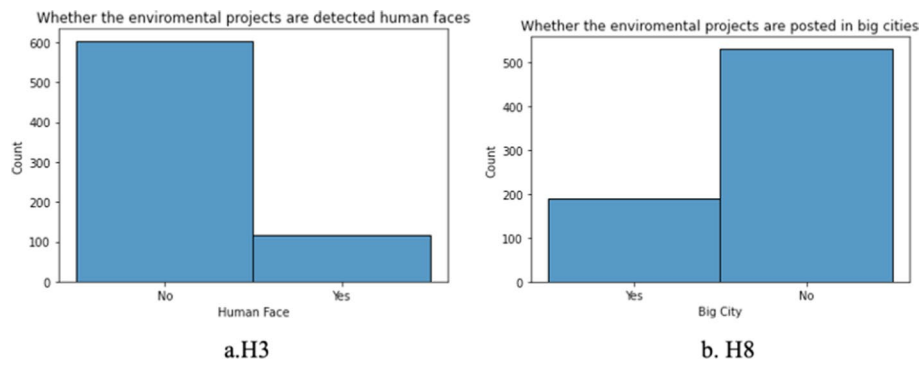 Whether the enviromental projects are detected human faces
600
500
400
300
200
100
0
Count
No Yes
Human Face
a.H3
Whether the enviromental projects are posted in big cities
500
400
300
200
100
0
Count
Yes No
Big City
b. H8